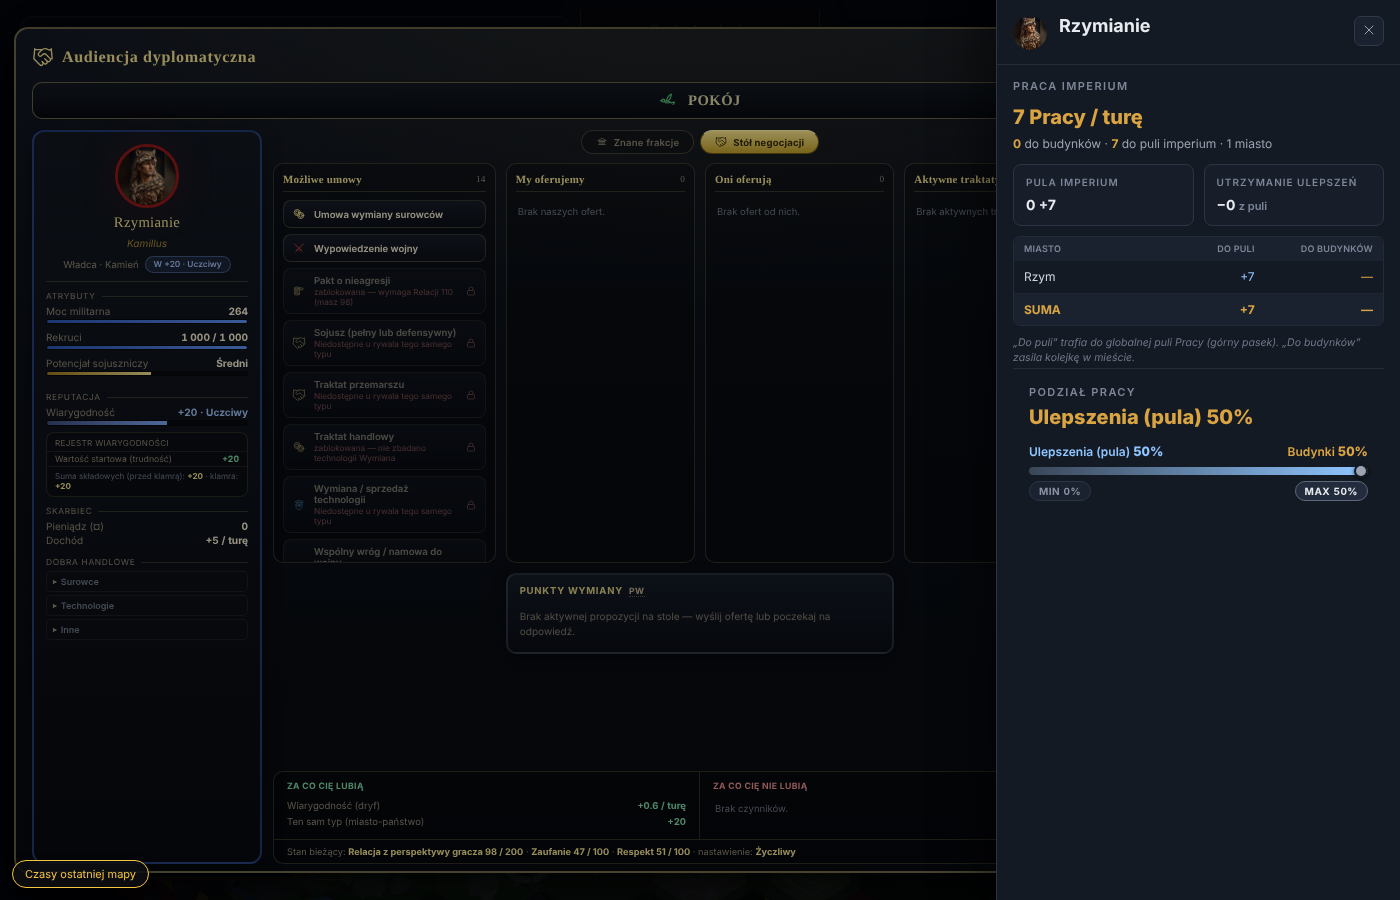 Audiencja dyplomatyczna
POKÓJ
Znane frakcje
Stół negocjacji
Rzymianie
Kamillus
Władca · Kamień
W +20 · Uczciwy
ATRYBUTY
Moc militarna 264
Rekruci 1 000 / 1 000
Potencjał sojuszniczy Średni
REPUTACJA
Wiarygodność +20 · Uczciwy
REJESTR WIARYGODNOŚCI
Wartość startowa (trudność) +20
Suma składowych (przed klamrą): +20 · klamra:
+20
SKARBIEC
Pieniądz (¤) 0
Dochód +5 / turę
DOBRA HANDLOWE
▸ Surowce
▸ Technologie
▸ Inne
Możliwe umowy 14
Umowa wymiany surowców
Wypowiedzenie wojny
Pakt o nieagresji
zablokowana — wymaga Relacji 110
(masz 98)
Sojusz (pełny lub defensywny)
Niedostępne u rywala tego samego
typu
Traktat przemarszu
Niedostępne u rywala tego samego
typu
Traktat handlowy
zablokowana — nie zbadano
technologii Wymiana
Wymiana / sprzedaż
technologii
Niedostępne u rywala tego samego
typu
Wspólny wróg / namowa do
wojny
My oferujemy 0
Brak naszych ofert.
Oni oferują 0
Brak ofert od nich.
Aktywne traktaty
Brak aktywnych tr
PUNKTY WYMIANY PW
Brak aktywnej propozycji na stole — wyślij ofertę lub poczekaj na
odpowiedź.
ZA CO CIĘ LUBIĄ
Wiarygodność (dryf) +0.6 / turę
Ten sam typ (miasto-państwo) +20
ZA CO CIĘ NIE LUBIĄ
Brak czynników.
Stan bieżący: Relacja z perspektywy gracza 98 / 200 · Zaufanie 47 / 100 · Respekt 51 / 100 · nastawienie: Życzliwy
Czasy ostatniej mapy
Rzymianie
PRACA IMPERIUM
7 Pracy / turę
0 do budynków · 7 do puli imperium · 1 miasto
PULA IMPERIUM
0 +7
UTRZYMANIE ULEPSZEŃ
−0 z puli
MIASTO DO PULI DO BUDYNKÓW
Rzym +7 —
SUMA +7 —
„Do puli” trafia do globalnej puli Pracy (górny pasek). „Do budynków”
zasila kolejkę w mieście.
PODZIAŁ PRACY
Ulepszenia (pula) 50%
Ulepszenia (pula) 50% Budynki 50%
MIN 0% MAX 50%